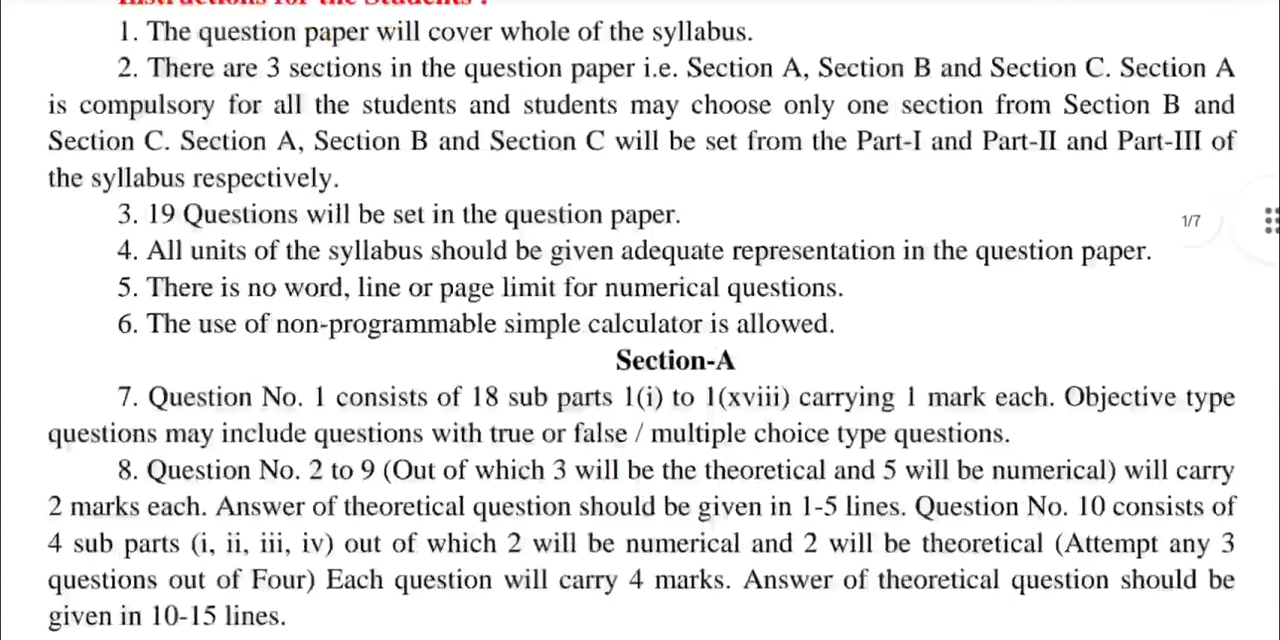 Instructions for the Students :
1. The question paper will cover whole of the syllabus.
2. There are 3 sections in the question paper i.e. Section A, Section B and Section C. Section A
is compulsory for all the students and students may choose only one section from Section B and
Section C. Section A, Section B and Section C will be set from the Part-I and Part-II and Part-III of
the syllabus respectively.
3. 19 Questions will be set in the question paper.
1/7
4. All units of the syllabus should be given adequate representation in the question paper.
5. There is no word, line or page limit for numerical questions.
6. The use of non-programmable simple calculator is allowed.
Section-A
7. Question No. 1 consists of 18 sub parts 1(i) to 1(xviii) carrying 1 mark each. Objective type
questions may include questions with true or false / multiple choice type questions.
8. Question No. 2 to 9 (Out of which 3 will be the theoretical and 5 will be numerical) will carry
2 marks each. Answer of theoretical question should be given in 1-5 lines. Question No. 10 consists of
4 sub parts (i, ii, iii, iv) out of which 2 will be numerical and 2 will be theoretical (Attempt any 3
questions out of Four) Each question will carry 4 marks. Answer of theoretical question should be
given in 10-15 lines.